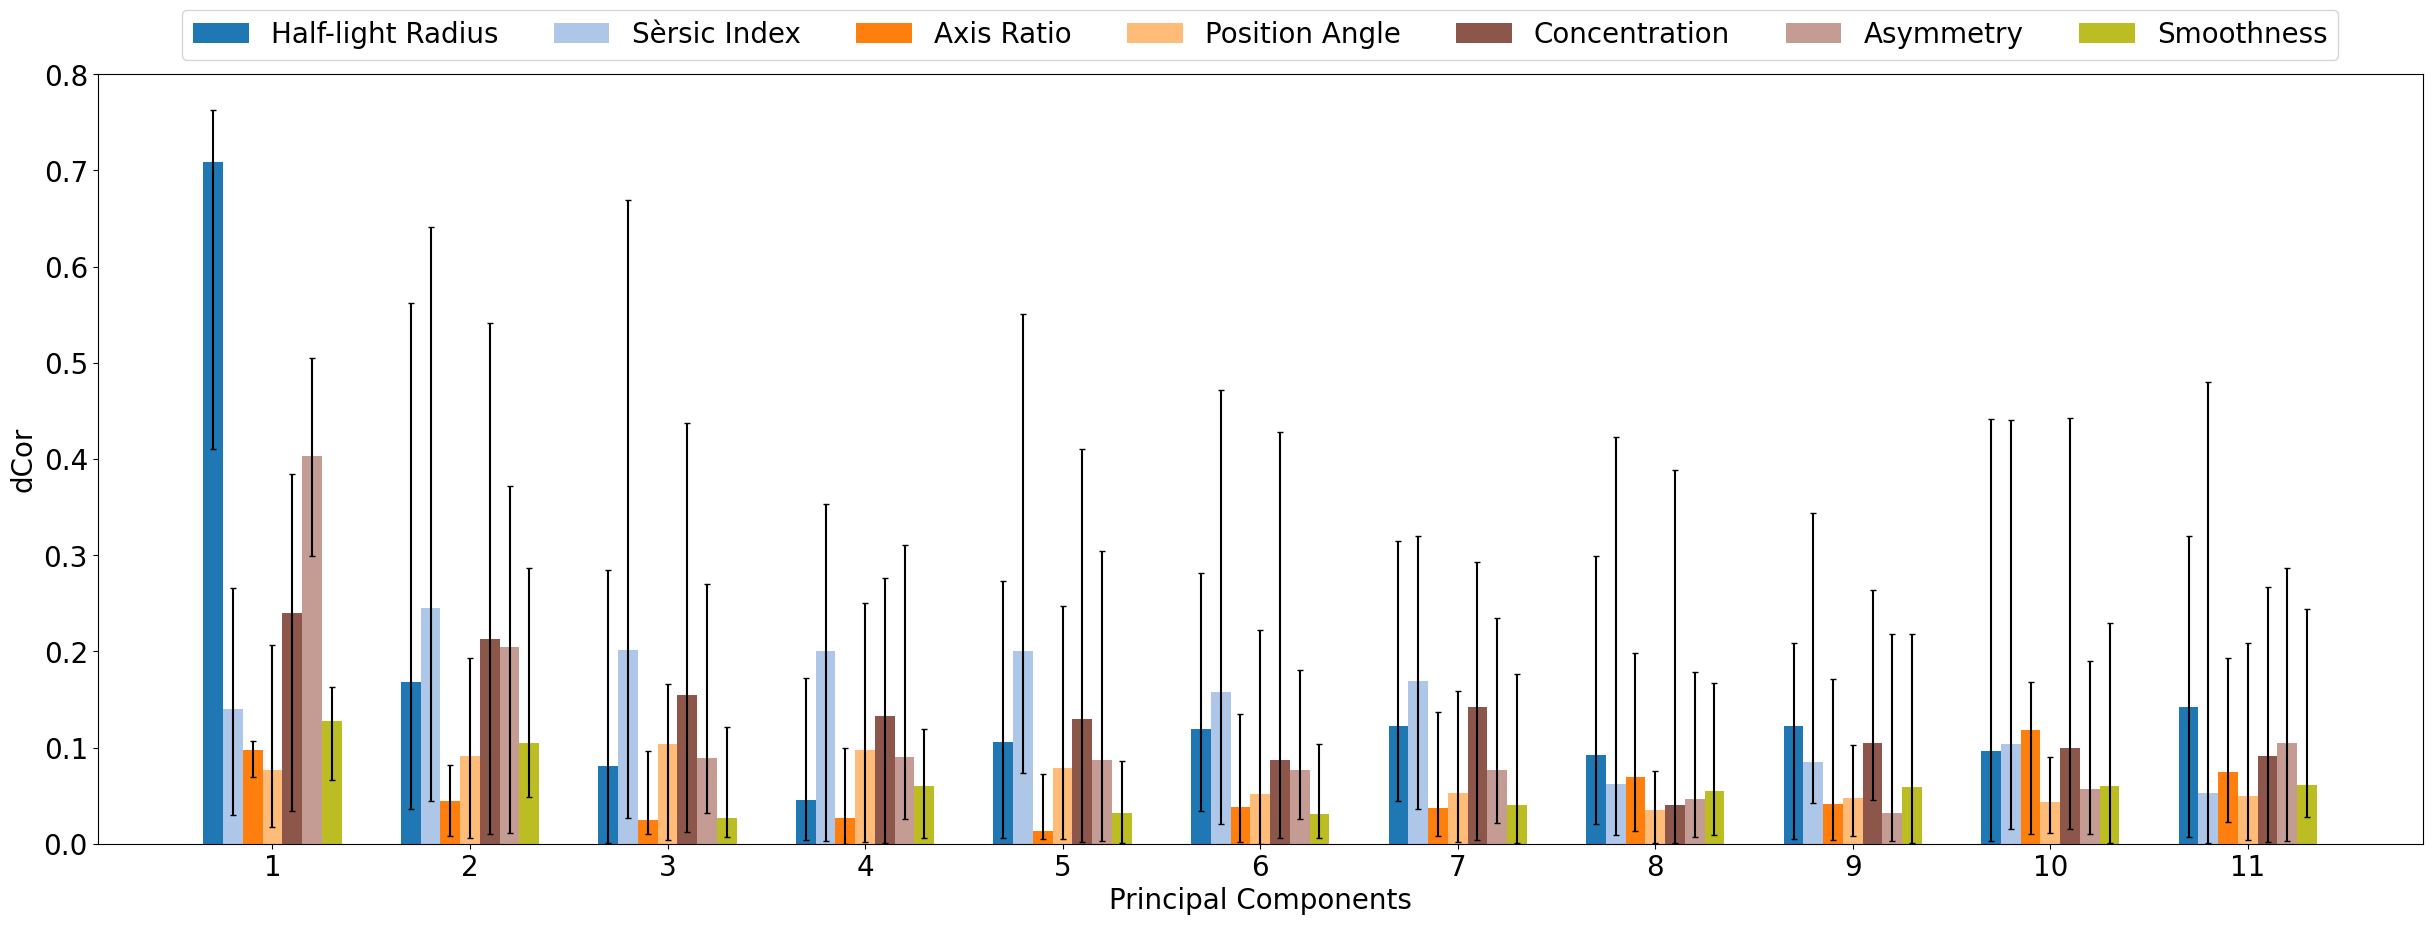 Half-light Radius Sèrsic Index Axis Ratio Position Angle Concentration Asymmetry Smoothness
0.8
0.7
0.6
0.5
0.4
0.3
0.2
0.1
0.0
dCor
1 2 3 4 5 6 7 8 9 10 11
Principal Components